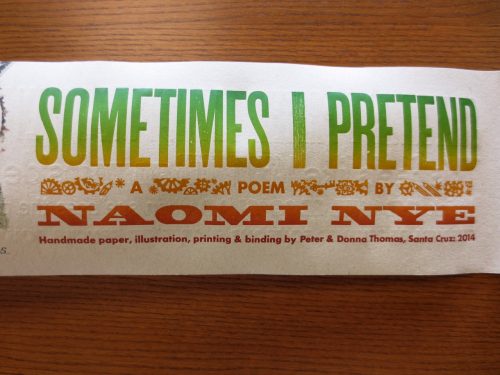 SOMETIMES I PRETEND
* A POEM BY
NAOMI NYE
Handmade paper, illustration, printing & binding by Peter & Donna Thomas, Santa Cruz: 2014